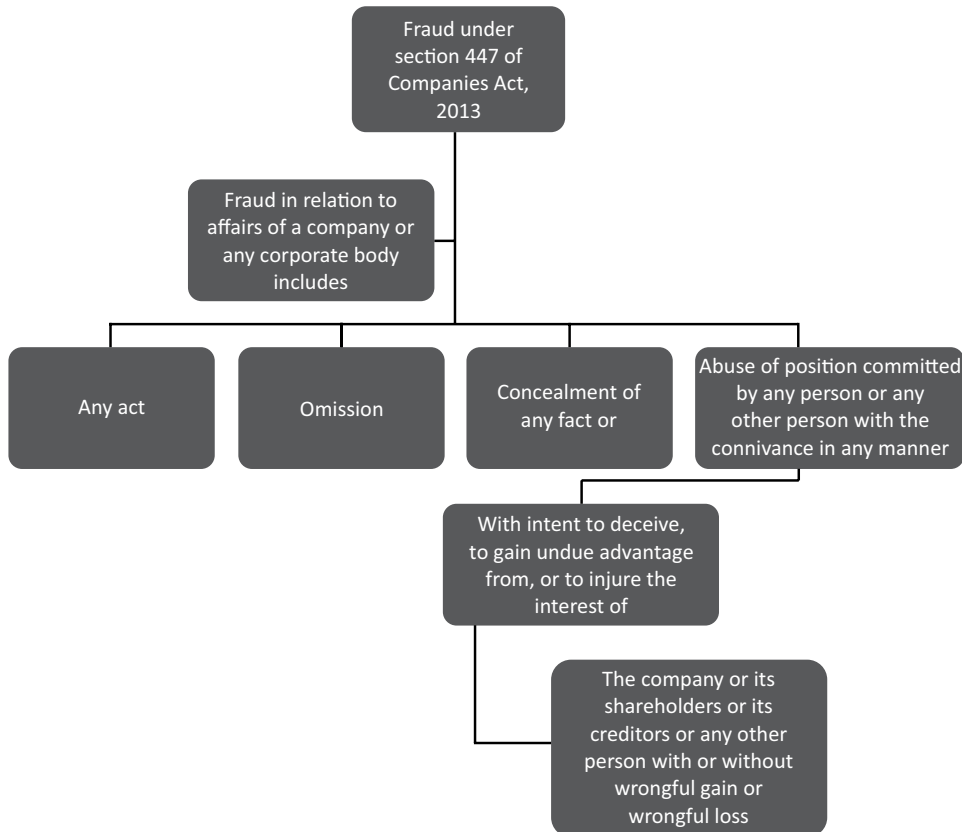 Fraud under
section 447 of
Companies Act,
2013
Fraud in relation to
affairs of a company or
any corporate body
includes
Any act
Omission
Concealment of
any fact or
Abuse of position committed
by any person or any
other person with the
connivance in any manner
With intent to deceive,
to gain undue advantage
from, or to injure the
interest of
The company or its
shareholders or its
creditors or any other
person with or without
wrongful gain or
wrongful loss